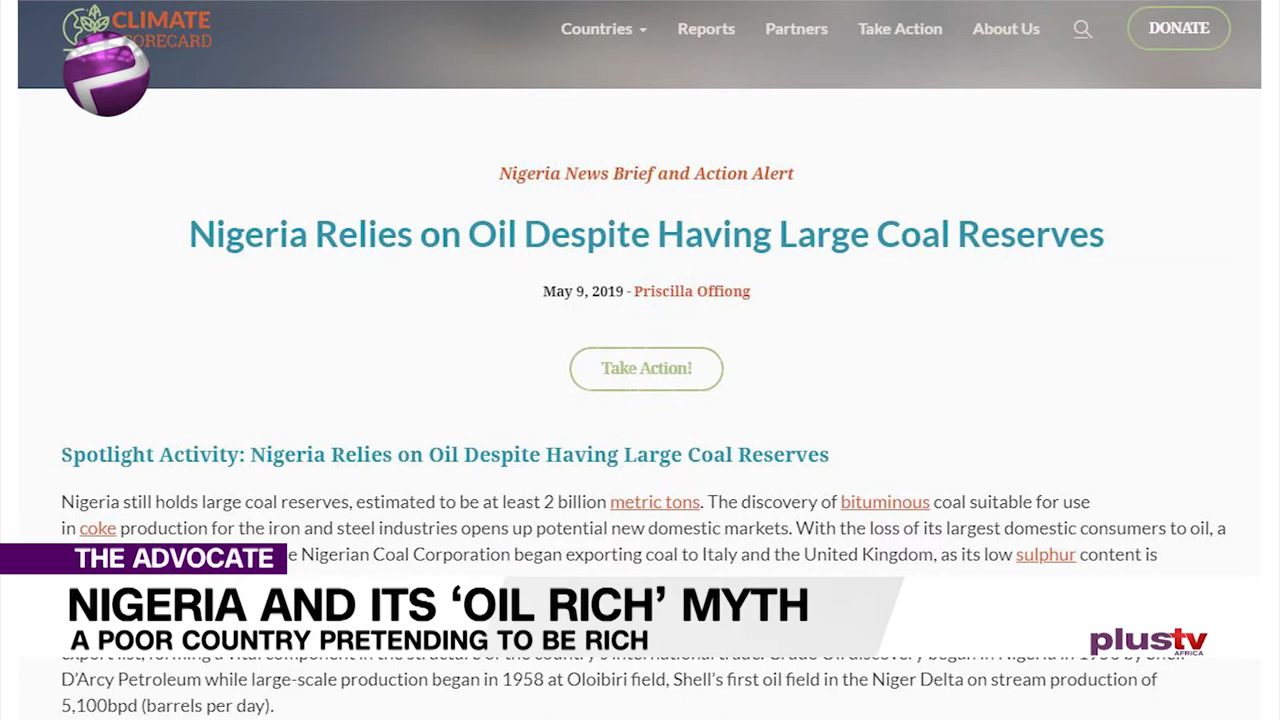 CLIMATE
SCORECARD
Countries Reports Partners Take Action About Us DONATE
Nigeria News Brief and Action Alert
Nigeria Relies on Oil Despite Having Large Coal Reserves
May 9, 2019 - Priscilla Offiong
Take Action!
Spotlight Activity: Nigeria Relies on Oil Despite Having Large Coal Reserves
Nigeria still holds large coal reserves, estimated to be at least 2 billion metric tons. The discovery of bituminous coal suitable for use
in coke production for the iron and steel industries opens up potential new domestic markets. With the loss of its largest domestic consumers to oil, a
Nigerian Coal Corporation began exporting coal to Italy and the United Kingdom, as its low sulphur content is
THE ADVOCATE
NIGERIA AND ITS ‘OIL RICH’ MYTH
A POOR COUNTRY PRETENDING TO BE RICH
plustv
AFRICA
D’Arcy Petroleum while large-scale production began in 1958 at Oloibiri field, Shell’s first oil field in the Niger Delta on stream production of
5,100bpd (barrels per day).